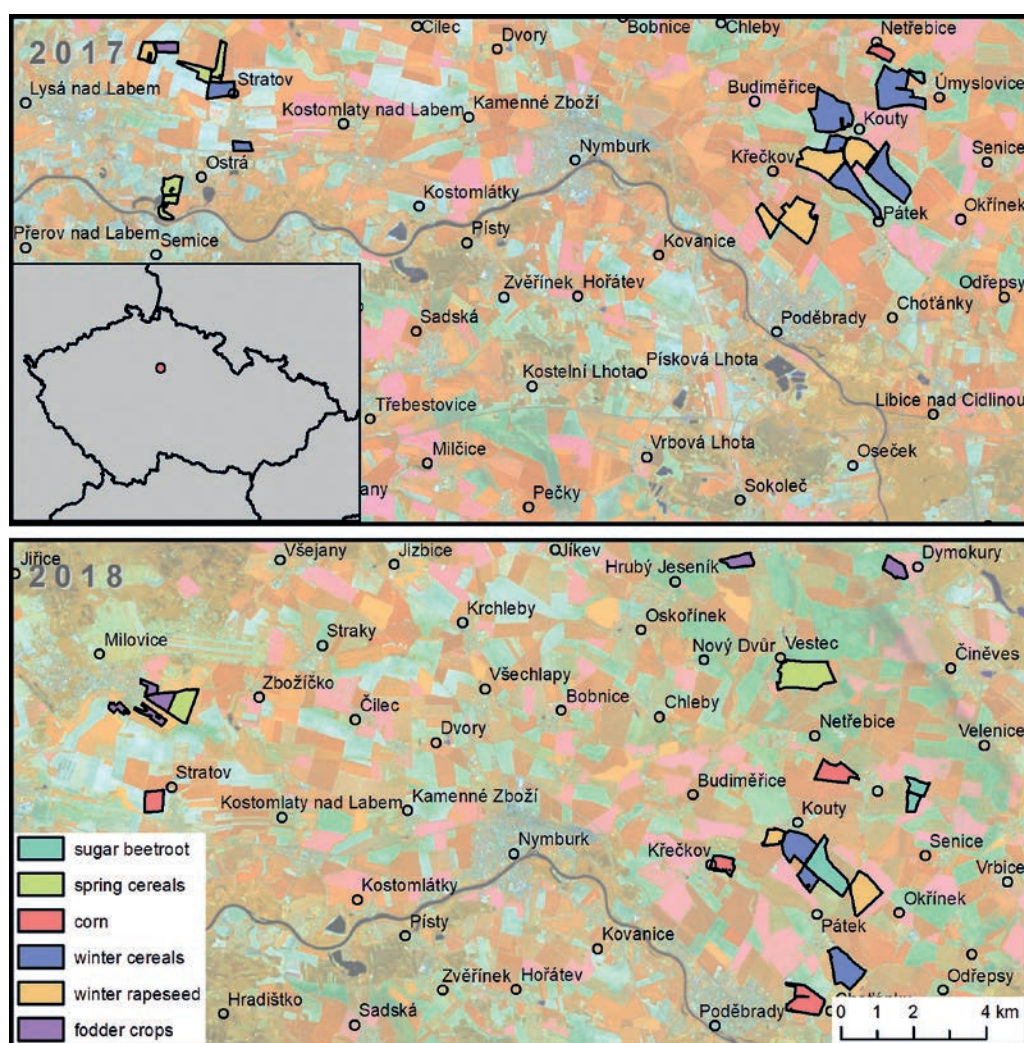 2017
Čilec
Dvory
Bobnice
Chleby
Netřebice
Lysá nad Labem
Stratov
Kostomlaty nad Labem
Kamenné Zboží
Budiměřice
Úmyslovice
Kouty
Nymburk
Ostrá
Křečkov
Senice
Kostomlátky
Pátek
Okřínek
Přerov nad Labem
Semice
Písty
Kovanice
Zvěřínek
Hořátev
Odřepsy
Sadská
Poděbrady
Choťánky
Kostelní Lhota
Písková Lhota
Třebestovice
Libice nad Cidlinou
Milčice
Vrbová Lhota
Oseček
any
Pečky
Sokoleč
2018
Jiřice
Všejany
Jizbice
Jíkev
Hrubý Jeseník
Dymokury
Krchleby
Oskořínek
Milovice
Straky
Nový Dvůr
Vestec
Činěves
Zbožíčko
Všechlapy
Čilec
Bobnice
Chleby
Dvory
Netřebice
Velenice
Stratov
Kostomlaty nad Labem
Kamenné Zboží
Budiměřice
Kouty
Nymburk
Křečkov
Senice
Vrbice
Kostomlátky
Okřínek
Písty
Pátek
Kovanice
Zvěřínek
Hořátev
Odřepsy
Hradištko
Sadská
Poděbrady
Choťánky
sugar beetroot
spring cereals
corn
winter cereals
winter rapeseed
fodder crops
0 1 2 4 km